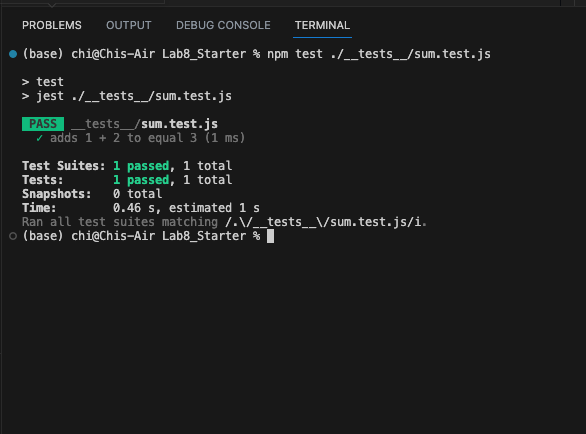 PROBLEMS OUTPUT DEBUG CONSOLE TERMINAL
(base) chi@Chis-Air Lab8_Starter % npm test ./__tests__/sum.test.js
> test
> jest ./__tests__/sum.test.js
PASS __tests__/sum.test.js
✓ adds 1 + 2 to equal 3 (1 ms)
Test Suites: 1 passed, 1 total
Tests: 1 passed, 1 total
Snapshots: 0 total
Time: 0.46 s, estimated 1 s
Ran all test suites matching /.\/__tests__\/sum.test.js/i.
(base) chi@Chis-Air Lab8_Starter %